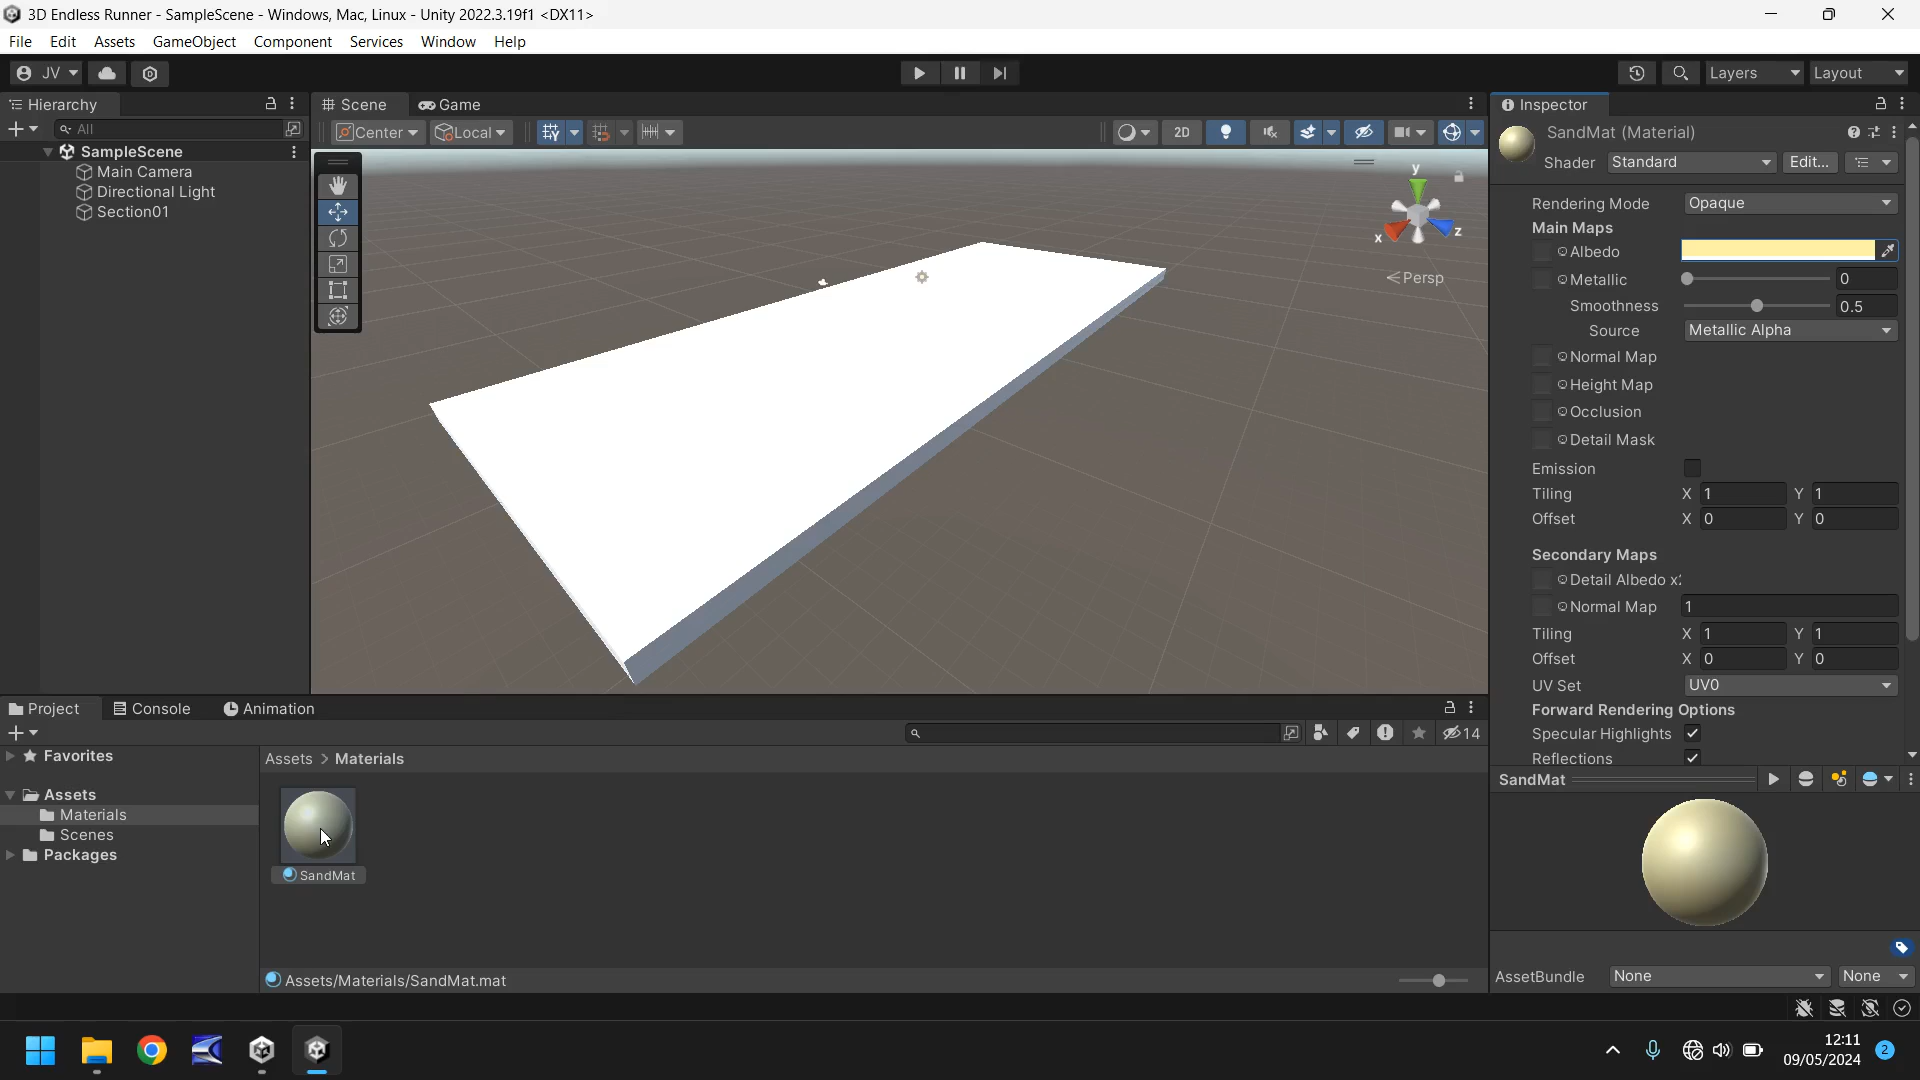 3D Endless Runner - SampleScene - Windows, Mac, Linux - Unity 2022.3.19f1 <DX11>
File Edit Assets GameObject Component Services Window Help
JV
Layers
Layout
Hierarchy
All
SampleScene
Main Camera
Directional Light
Section01
Scene
Game
Center
Local
2D
y
x
z
Persp
Inspector
SandMat (Material)
Shader Standard Edit...
Rendering Mode Opaque
Main Maps
Albedo
Metallic 0
Smoothness 0.5
Source Metallic Alpha
Normal Map
Height Map
Occlusion
Detail Mask
Emission
Tiling X 1 Y 1
Offset X 0 Y 0
Secondary Maps
Detail Albedo x
Normal Map 1
Tiling X 1 Y 1
Offset X 0 Y 0
UV Set UV0
Forward Rendering Options
Specular Highlights
Reflections
SandMat
AssetBundle None None
Project
Console
Animation
14
Favorites
Assets
Materials
Scenes
Packages
Assets > Materials
SandMat
Assets/Materials/SandMat.mat
12:11
09/05/2024
2